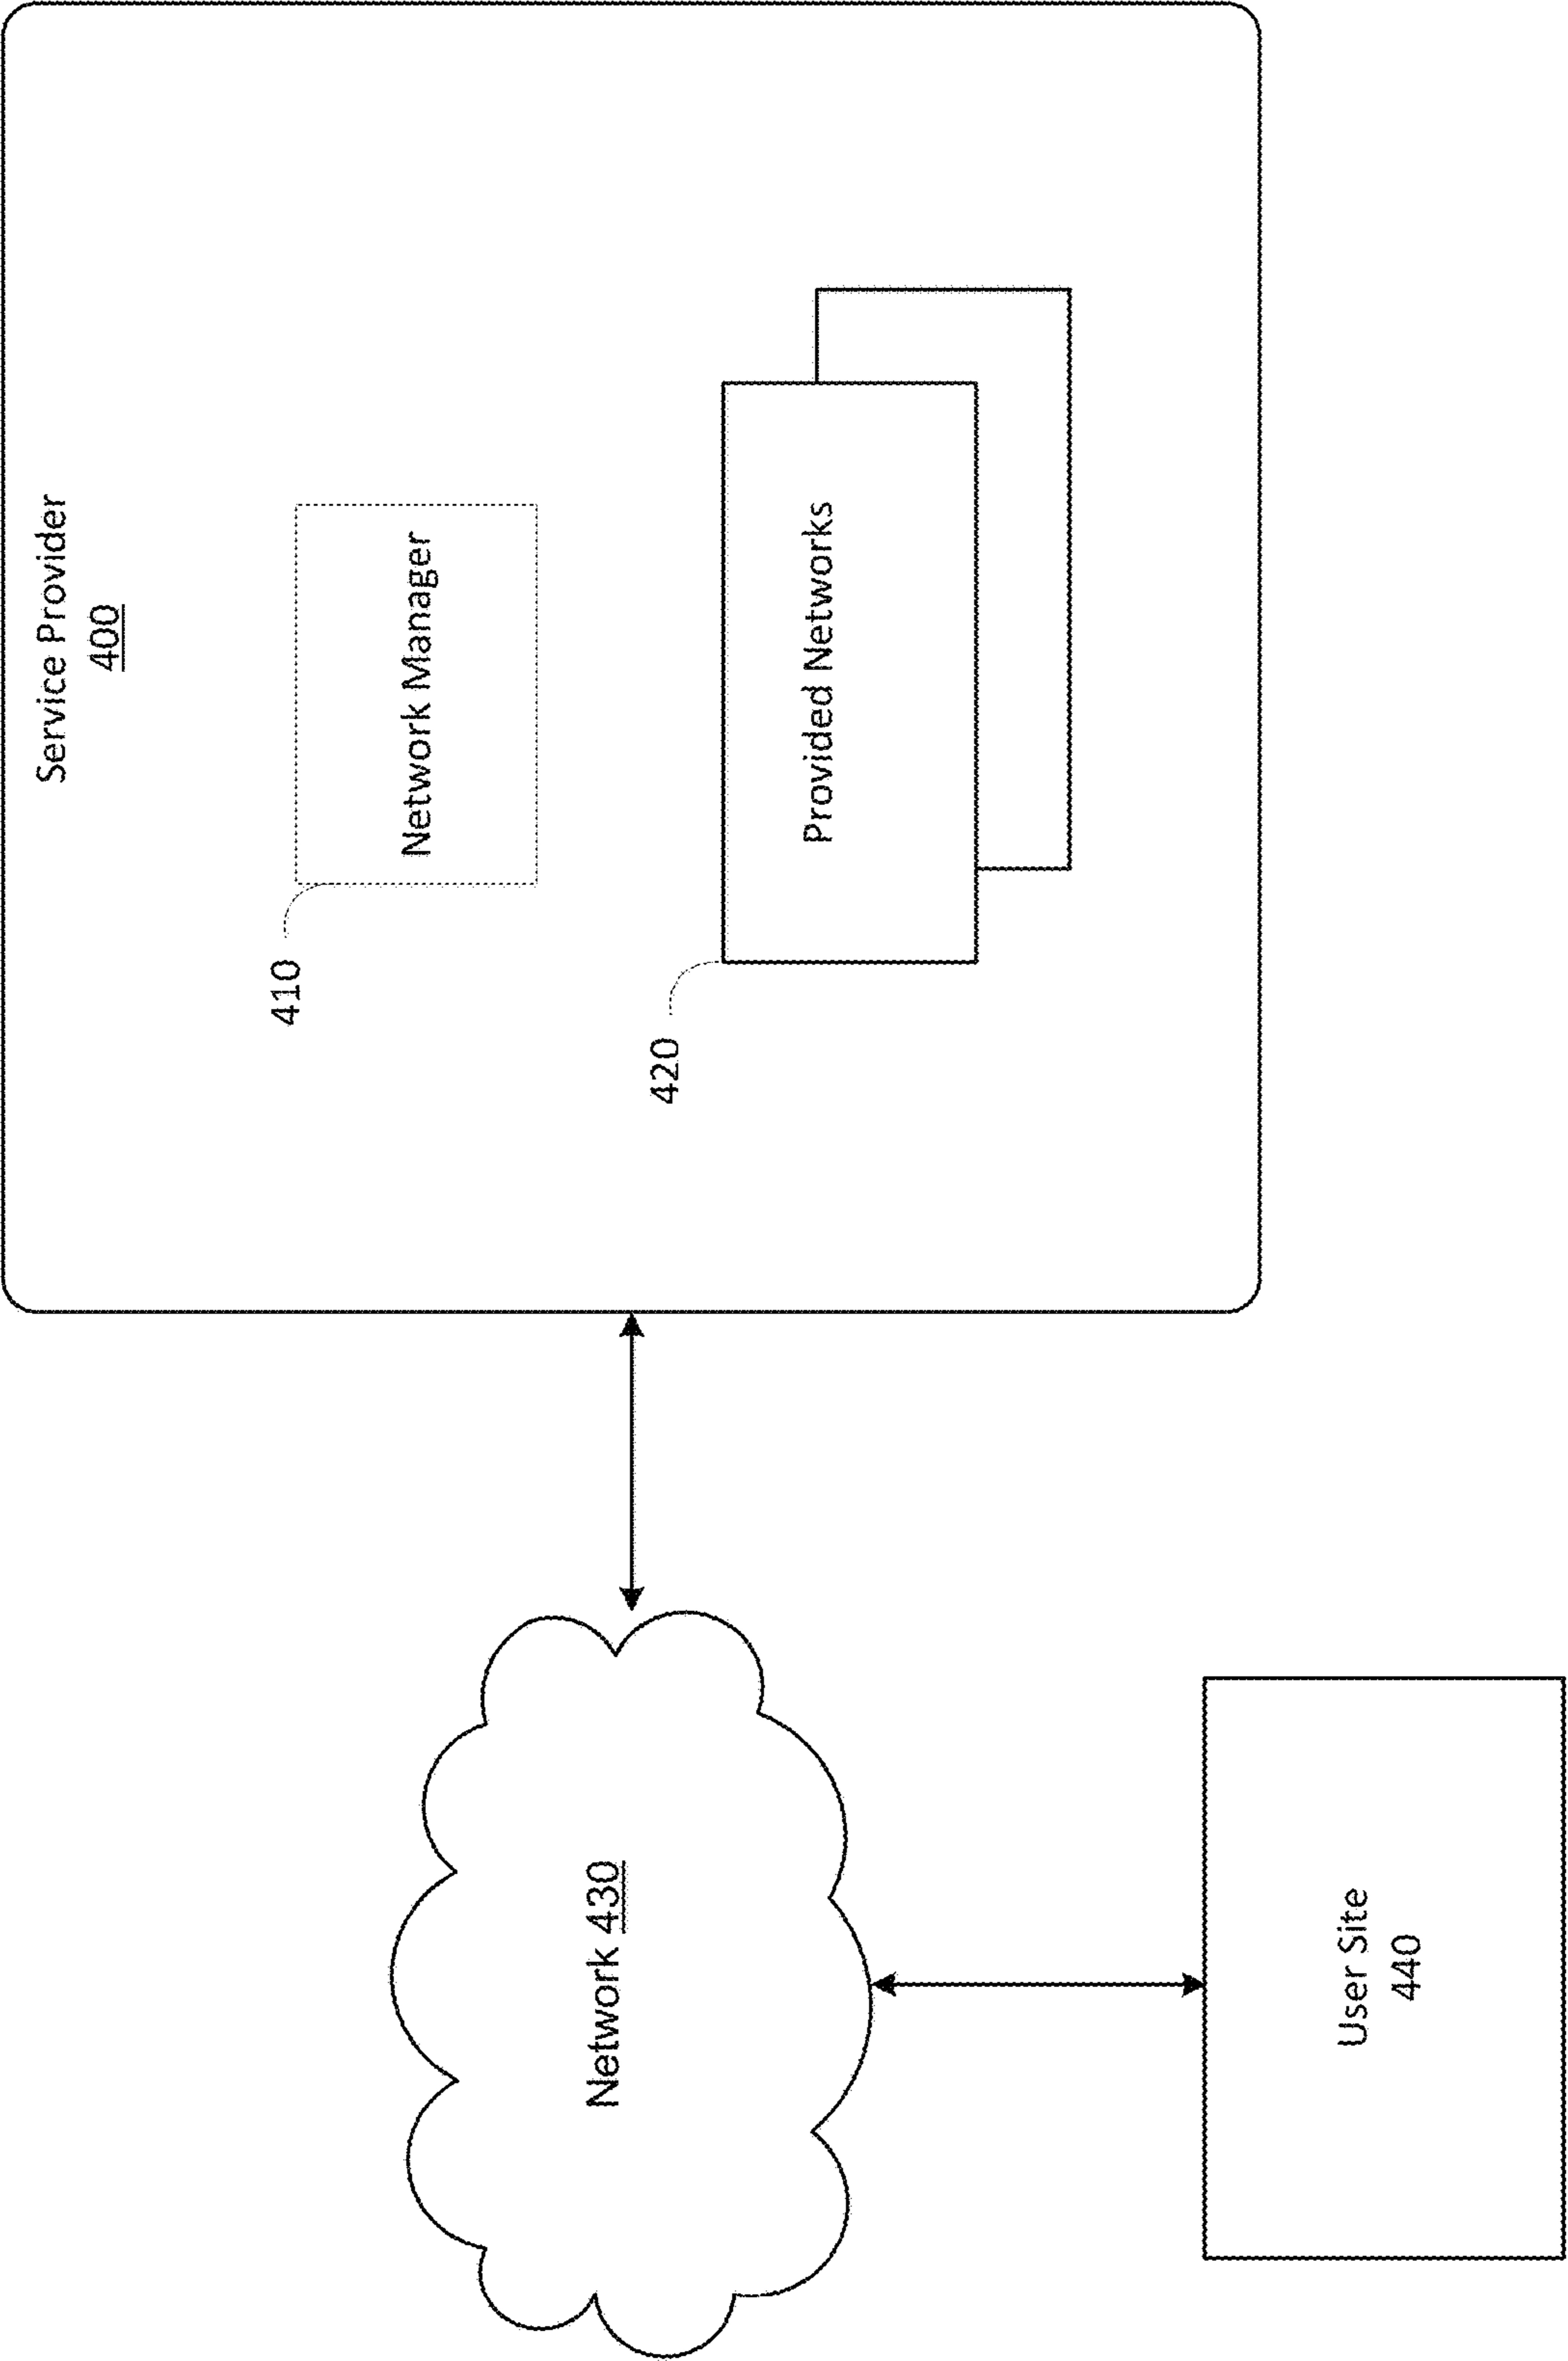 Service Provider
400
410
Network Manager
420
Provided Networks
Network 430
User Site
440